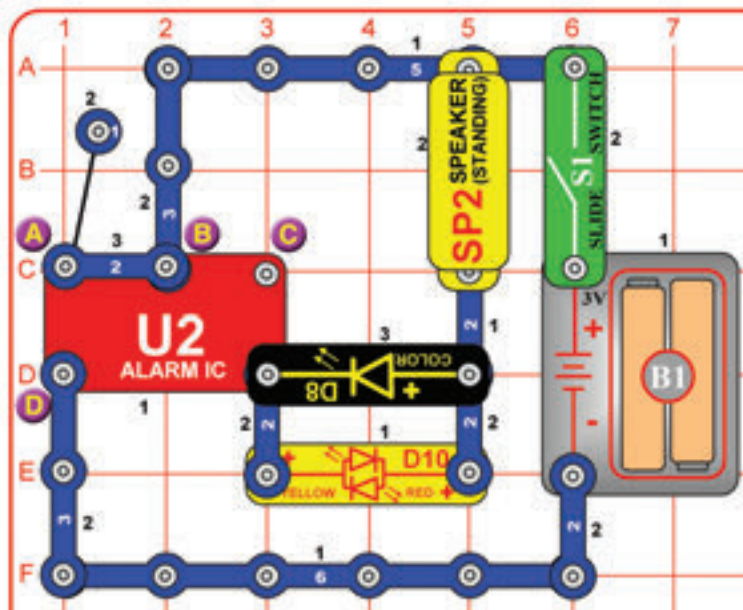 1 2 3 4 5 6 7
A
B
C
D
E
F
1
5
2
1
2
3
2
3
2
A
B
C
D
U2
ALARM IC
1
SP2
SPEAKER
(STANDING)
2
S1
SLIDE SWITCH
2
1
3V
+
-
B1
2
1
3
COLOR
D8
+
2
2
2
2
1
+
D10
YELLOW
RED +
3
2
1
6
2
2